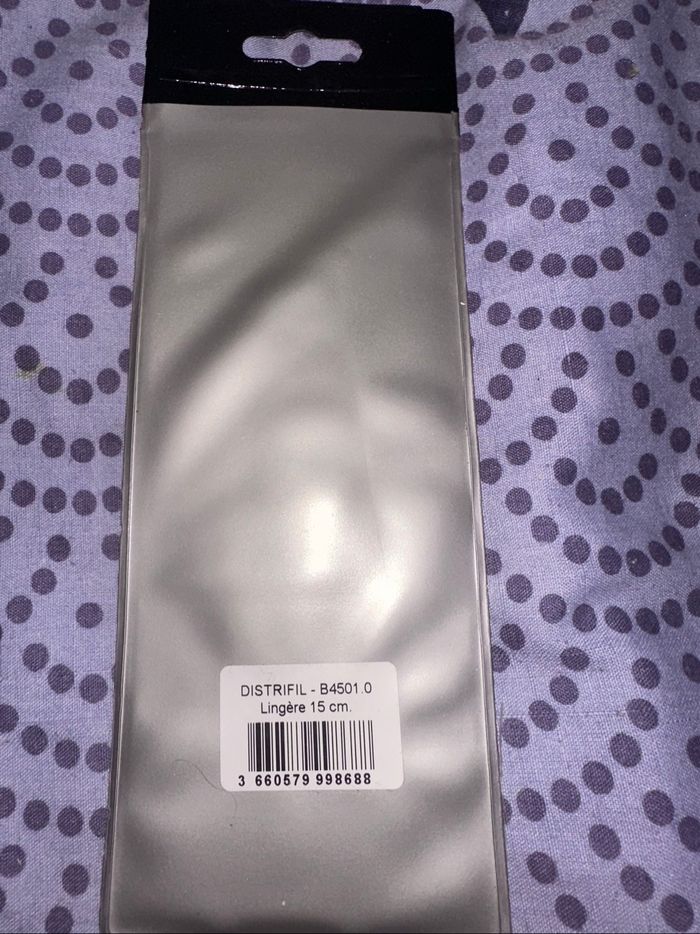 DISTRIFIL - B4501.0
Lingère 15 cm.
3 660579 998688